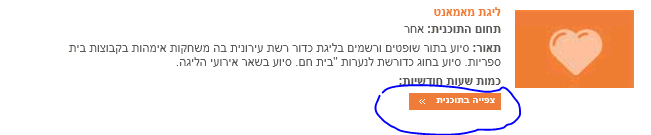 ליגת מאמאנט
תחום התוכנית: אחר
תאור: סיוע בתור שופטים ורשמים בליגת כדור רשת עירונית בה משחקות אימהות בקבוצות בית
ספריות. סיוע בחוג כדורשת לנערות "בית חם. סיוע בשאר אירועי הליגה.
כמות שעות חודשיות:
צפייה בתוכנית »